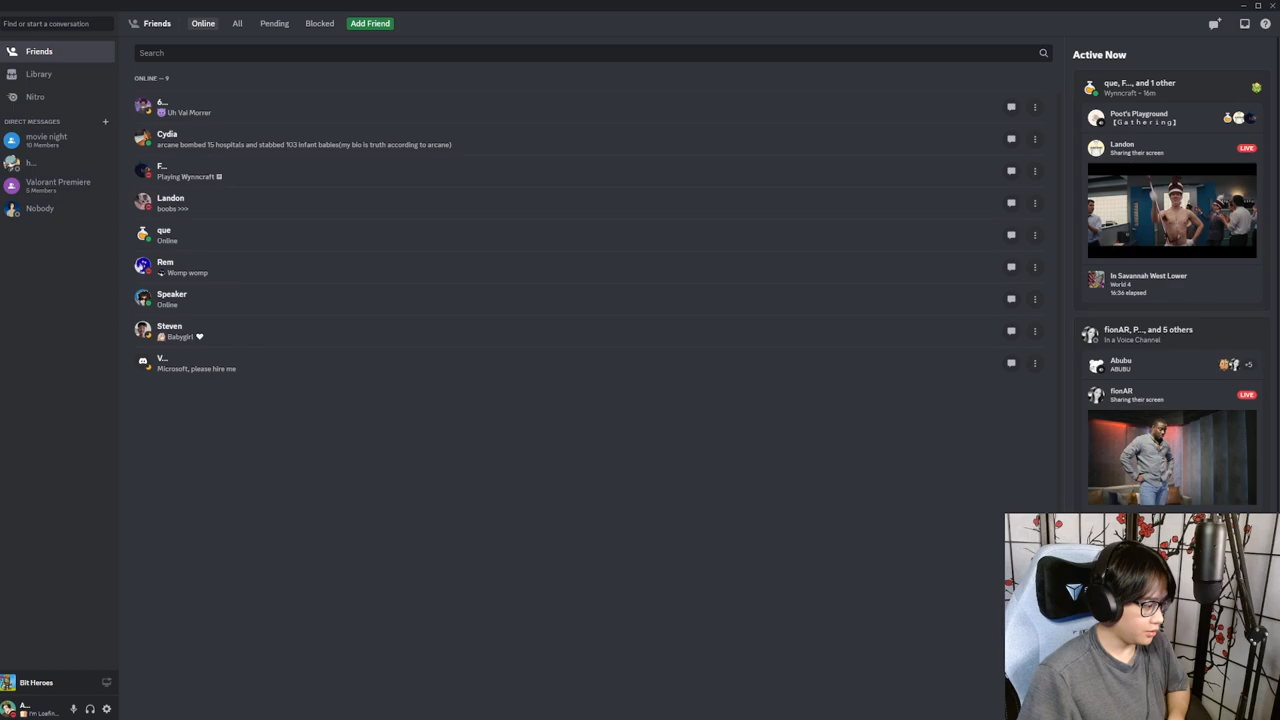 Find or start a conversation
Friends
Library
Nitro
DIRECT MESSAGES
movie night
10 Members
h...
Valorant Premiere
5 Members
Nobody
Bit Heroes
A...
I'm Loafin...
Friends
Online
All
Pending
Blocked
Add Friend
Search
ONLINE — 9
6...
Uh Vai Morrer
Cydia
arcane bombed 15 hospitals and stabbed 103 infant babies(my bio is truth according to arcane)
F...
Playing Wynncraft
Landon
boobs >>>
que
Online
Rem
Womp womp
Speaker
Online
Steven
Babygirl
V...
Microsoft, please hire me
Active Now
que, F..., and 1 other
Wynncraft – 16m
Poot's Playground
[Gathering]
Landon
Sharing their screen
LIVE
In Savannah West Lower
World 4
16:36 elapsed
fionAR, P..., and 5 others
In a Voice Channel
Abubu
ABUBU
+5
fionAR
Sharing their screen
LIVE